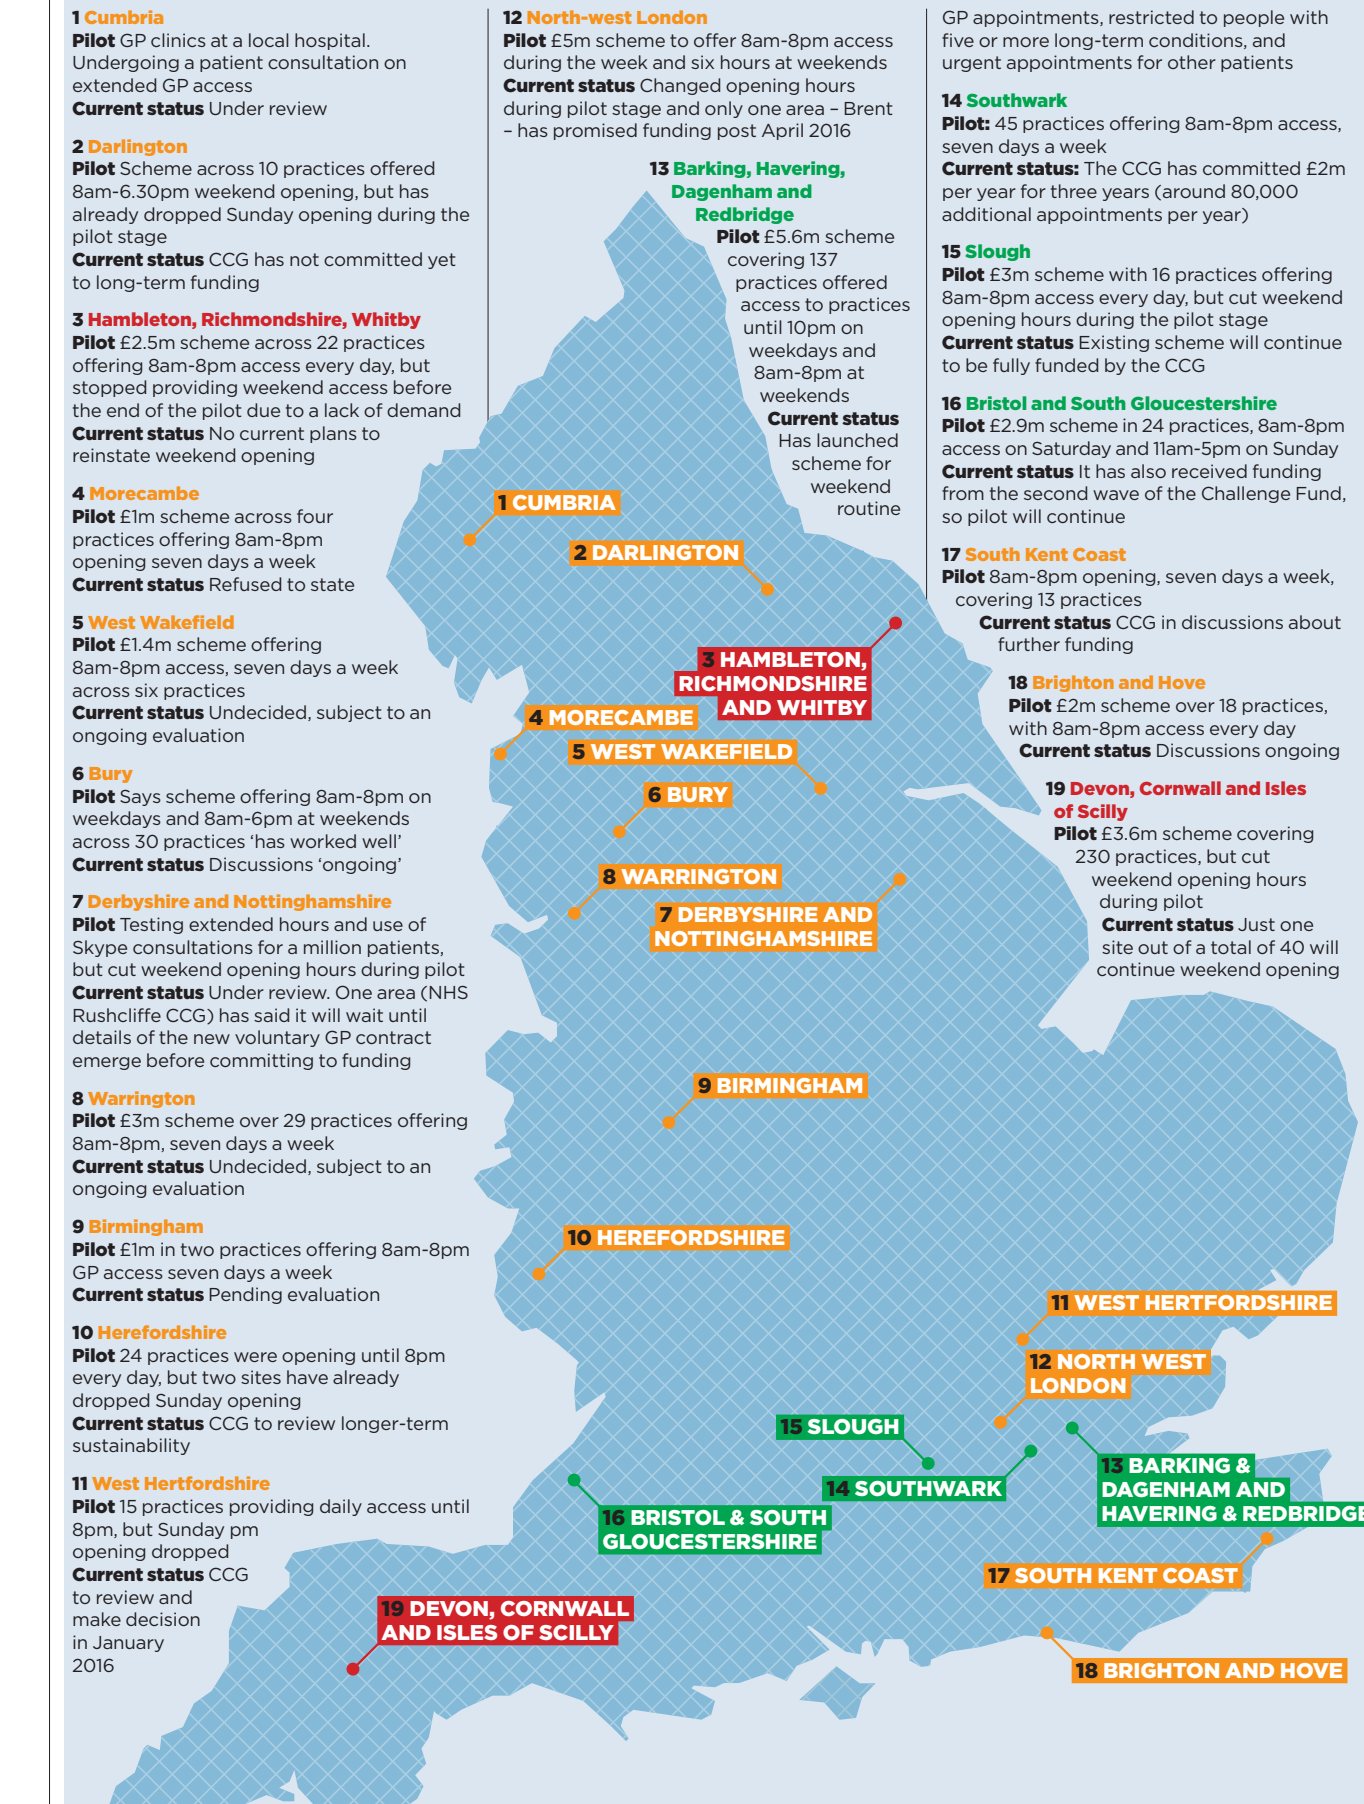 1 Cumbria
Pilot GP clinics at a local hospital.
Undergoing a patient consultation on
extended GP access
Current status Under review
2 Darlington
Pilot Scheme across 10 practices offered
8am-6.30pm weekend opening, but has
already dropped Sunday opening during the
pilot stage
Current status CCG has not committed yet
to long-term funding
3 Hambleton, Richmondshire, Whitby
Pilot £2.5m scheme across 22 practices
offering 8am-8pm access every day, but
stopped providing weekend access before
the end of the pilot due to a lack of demand
Current status No current plans to
reinstate weekend opening
4 Morecambe
Pilot £1m scheme across four
practices offering 8am-8pm
opening seven days a week
Current status Refused to state
5 West Wakefield
Pilot £1.4m scheme offering
8am-8pm access, seven days a week
across six practices
Current status Undecided, subject to an
ongoing evaluation
6 Bury
Pilot Says scheme offering 8am-8pm on
weekdays and 8am-6pm at weekends
across 30 practices ‘has worked well’
Current status Discussions ‘ongoing’
7 Derbyshire and Nottinghamshire
Pilot Testing extended hours and use of
Skype consultations for a million patients,
but cut weekend opening hours during pilot
Current status Under review. One area (NHS
Rushcliffe CCG) has said it will wait until
details of the new voluntary GP contract
emerge before committing to funding
8 Warrington
Pilot £3m scheme over 29 practices offering
8am-8pm, seven days a week
Current status Undecided, subject to an
ongoing evaluation
9 Birmingham
Pilot £1m in two practices offering 8am-8pm
GP access seven days a week
Current status Pending evaluation
10 Herefordshire
Pilot 24 practices were opening until 8pm
every day, but two sites have already
dropped Sunday opening
Current status CCG to review longer-term
sustainability
11 West Hertfordshire
Pilot 15 practices providing daily access until
8pm, but Sunday pm
opening dropped
Current status CCG
to review and
make decision
in January
2016
12 North-west London
Pilot £5m scheme to offer 8am-8pm access
during the week and six hours at weekends
Current status Changed opening hours
during pilot stage and only one area – Brent
– has promised funding post April 2016
13 Barking, Havering,
Dagenham and
Redbridge
Pilot £5.6m scheme
covering 137
practices offered
access to practices
until 10pm on
weekdays and
8am-8pm at
weekends
Current status
Has launched
scheme for
weekend
routine
GP appointments, restricted to people with
five or more long-term conditions, and
urgent appointments for other patients
14 Southwark
Pilot: 45 practices offering 8am-8pm access,
seven days a week
Current status: The CCG has committed £2m
per year for three years (around 80,000
additional appointments per year)
15 Slough
Pilot £3m scheme with 16 practices offering
8am-8pm access every day, but cut weekend
opening hours during the pilot stage
Current status Existing scheme will continue
to be fully funded by the CCG
16 Bristol and South Gloucestershire
Pilot £2.9m scheme in 24 practices, 8am-8pm
access on Saturday and 11am-5pm on Sunday
Current status It has also received funding
from the second wave of the Challenge Fund,
so pilot will continue
17 South Kent Coast
Pilot 8am-8pm opening, seven days a week,
covering 13 practices
Current status CCG in discussions about
further funding
18 Brighton and Hove
Pilot £2m scheme over 18 practices,
with 8am-8pm access every day
Current status Discussions ongoing
19 Devon, Cornwall and Isles
of Scilly
Pilot £3.6m scheme covering
230 practices, but cut
weekend opening hours
during pilot
Current status Just one
site out of a total of 40 will
continue weekend opening
1 CUMBRIA
2 DARLINGTON
3 HAMBLETON,
RICHMONDSHIRE
AND WHITBY
4 MORECAMBE
5 WEST WAKEFIELD
6 BURY
8 WARRINGTON
7 DERBYSHIRE AND
NOTTINGHAMSHIRE
9 BIRMINGHAM
10 HEREFORDSHIRE
11 WEST HERTFORDSHIRE
12 NORTH WEST
LONDON
15 SLOUGH
14 SOUTHWARK
13 BARKING &
DAGENHAM AND
HAVERING & REDBRIDGE
16 BRISTOL & SOUTH
GLOUCESTERSHIRE
17 SOUTH KENT COAST
19 DEVON, CORNWALL
AND ISLES OF SCILLY
18 BRIGHTON AND HOVE